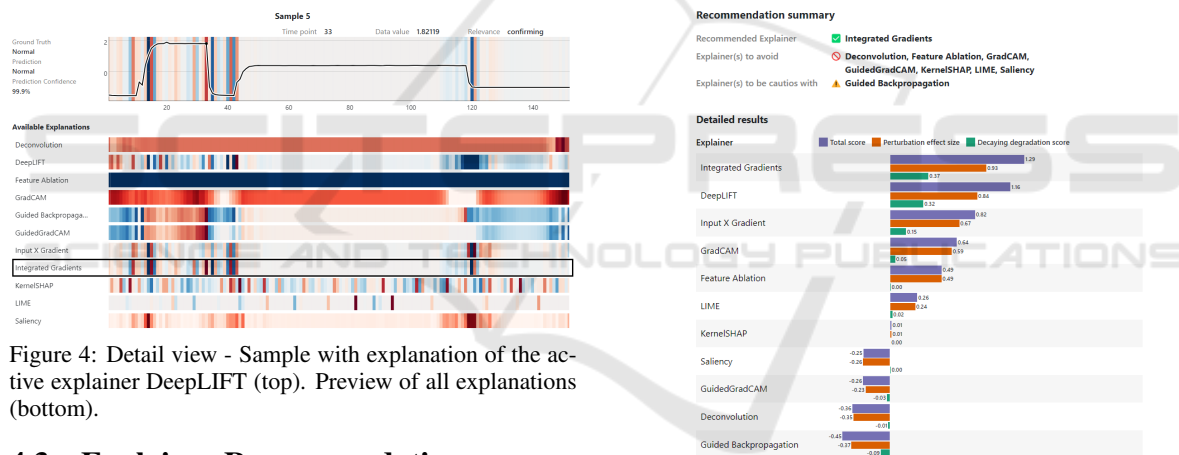 Sample 5
Time point 33 Data value 1.82119 Relevance confirming
Ground Truth
Normal
Prediction
Normal
Prediction Confidence
99.9%
2
0
20 40 60 80 100 120 140
Available Explanations
Deconvolution
DeepLIFT
Feature Ablation
GradCAM
Guided Backpropaga...
GuidedGradCAM
Input X Gradient
Integrated Gradients
KernelSHAP
LIME
Saliency
Figure 4: Detail view - Sample with explanation of the ac-
tive explainer DeepLIFT (top). Preview of all explanations
(bottom).
Recommendation summary
Recommended Explainer Integrated Gradients
Explainer(s) to avoid Deconvolution, Feature Ablation, GradCAM,
GuidedGradCAM, KernelSHAP, LIME, Saliency
Explainer(s) to be cautios with Guided Backpropagation
Detailed results
Explainer Total score Perturbation effect size Decaying degradation score
Integrated Gradients 1.29 0.93 0.37
DeepLIFT 1.16 0.84 0.32
Input X Gradient 0.82 0.67 0.15
GradCAM 0.64 0.59 0.05
Feature Ablation 0.49 0.49 0.00
LIME 0.26 0.24 0.02
KernelSHAP 0.01 0.01 0.00
Saliency -0.25 -0.26 0.00
GuidedGradCAM -0.26 -0.23 -0.03
Deconvolution -0.36 -0.35 -0.01
Guided Backpropagation -0.45 -0.37 -0.09
SCITEPRESS
SCIENCE AND TECHNOLOGY PUBLICATIONS